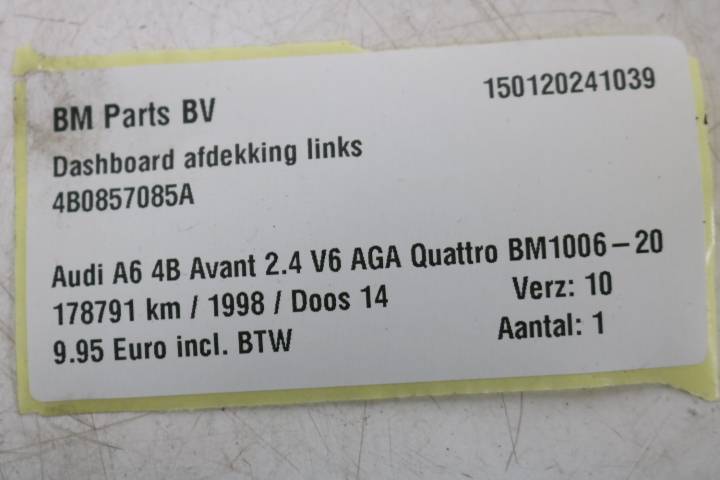 BM Parts BV 150120241039
Dashboard afdekking links
4B0857085A
Audi A6 4B Avant 2.4 V6 AGA Quattro BM1006-20
178791 km / 1998 / Doos 14 Verz: 10
9.95 Euro incl. BTW Aantal: 1